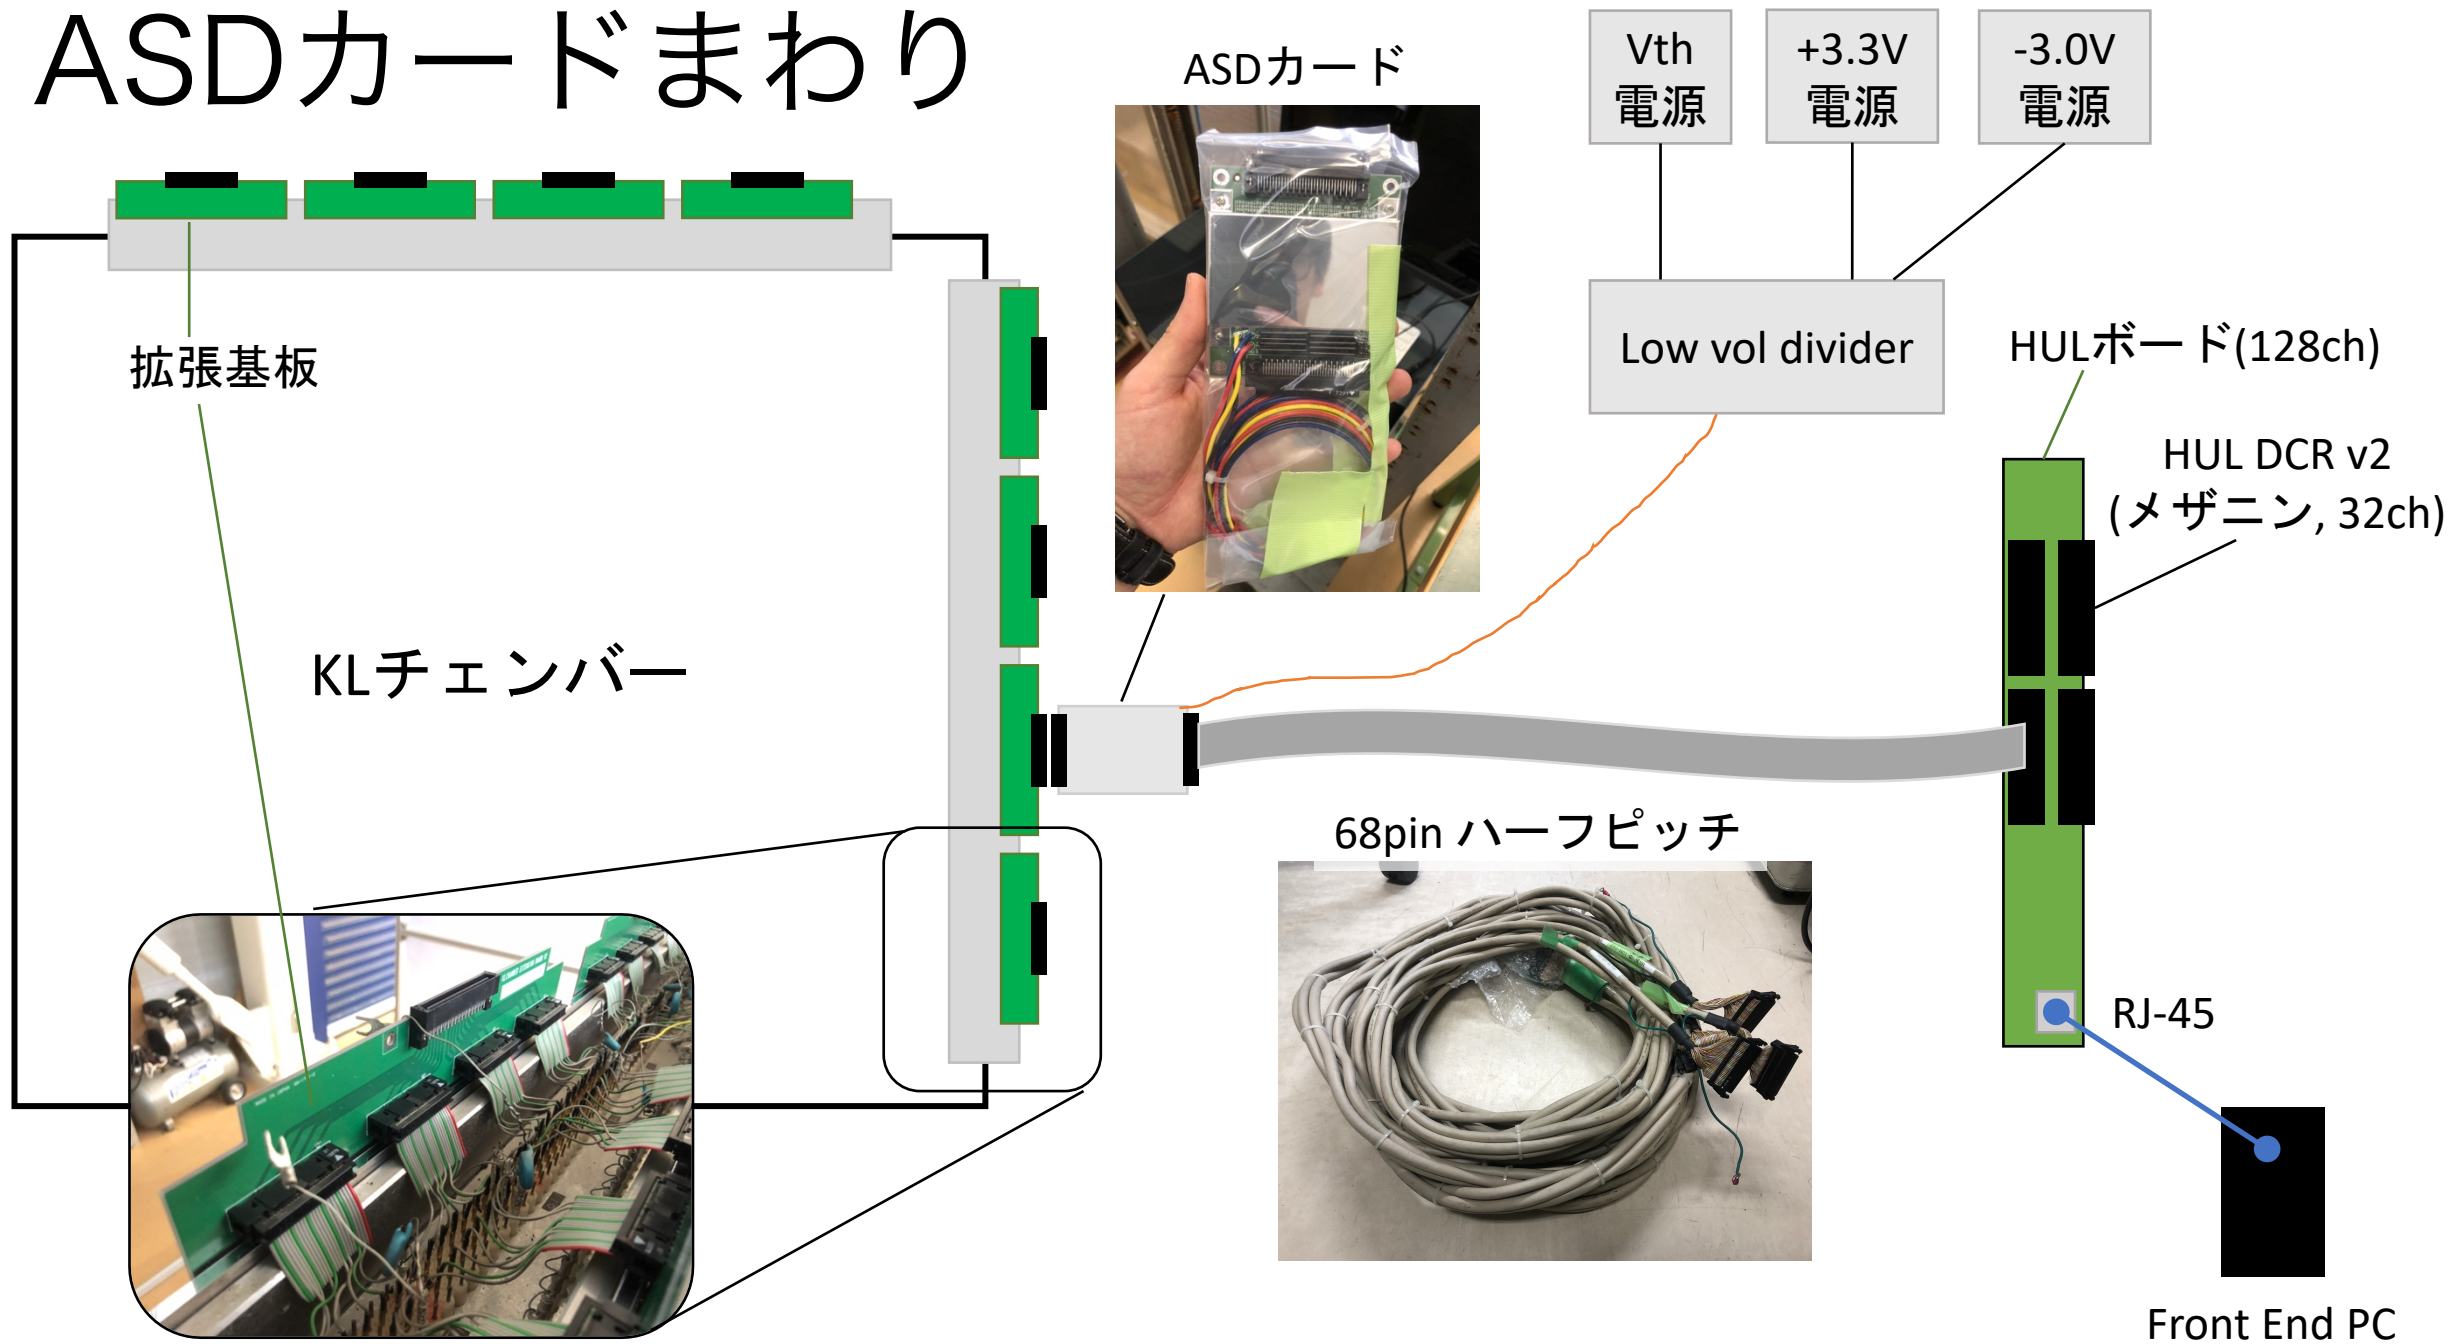 ASDカードまわり
ASDカード
Vth
電源
+3.3V
電源
-3.0V
電源
拡張基板
Low vol divider
HULボード(128ch)
HUL DCR v2
(メザニン, 32ch)
KLチェンバー
68pin ハーフピッチ
RJ-45
Front End PC